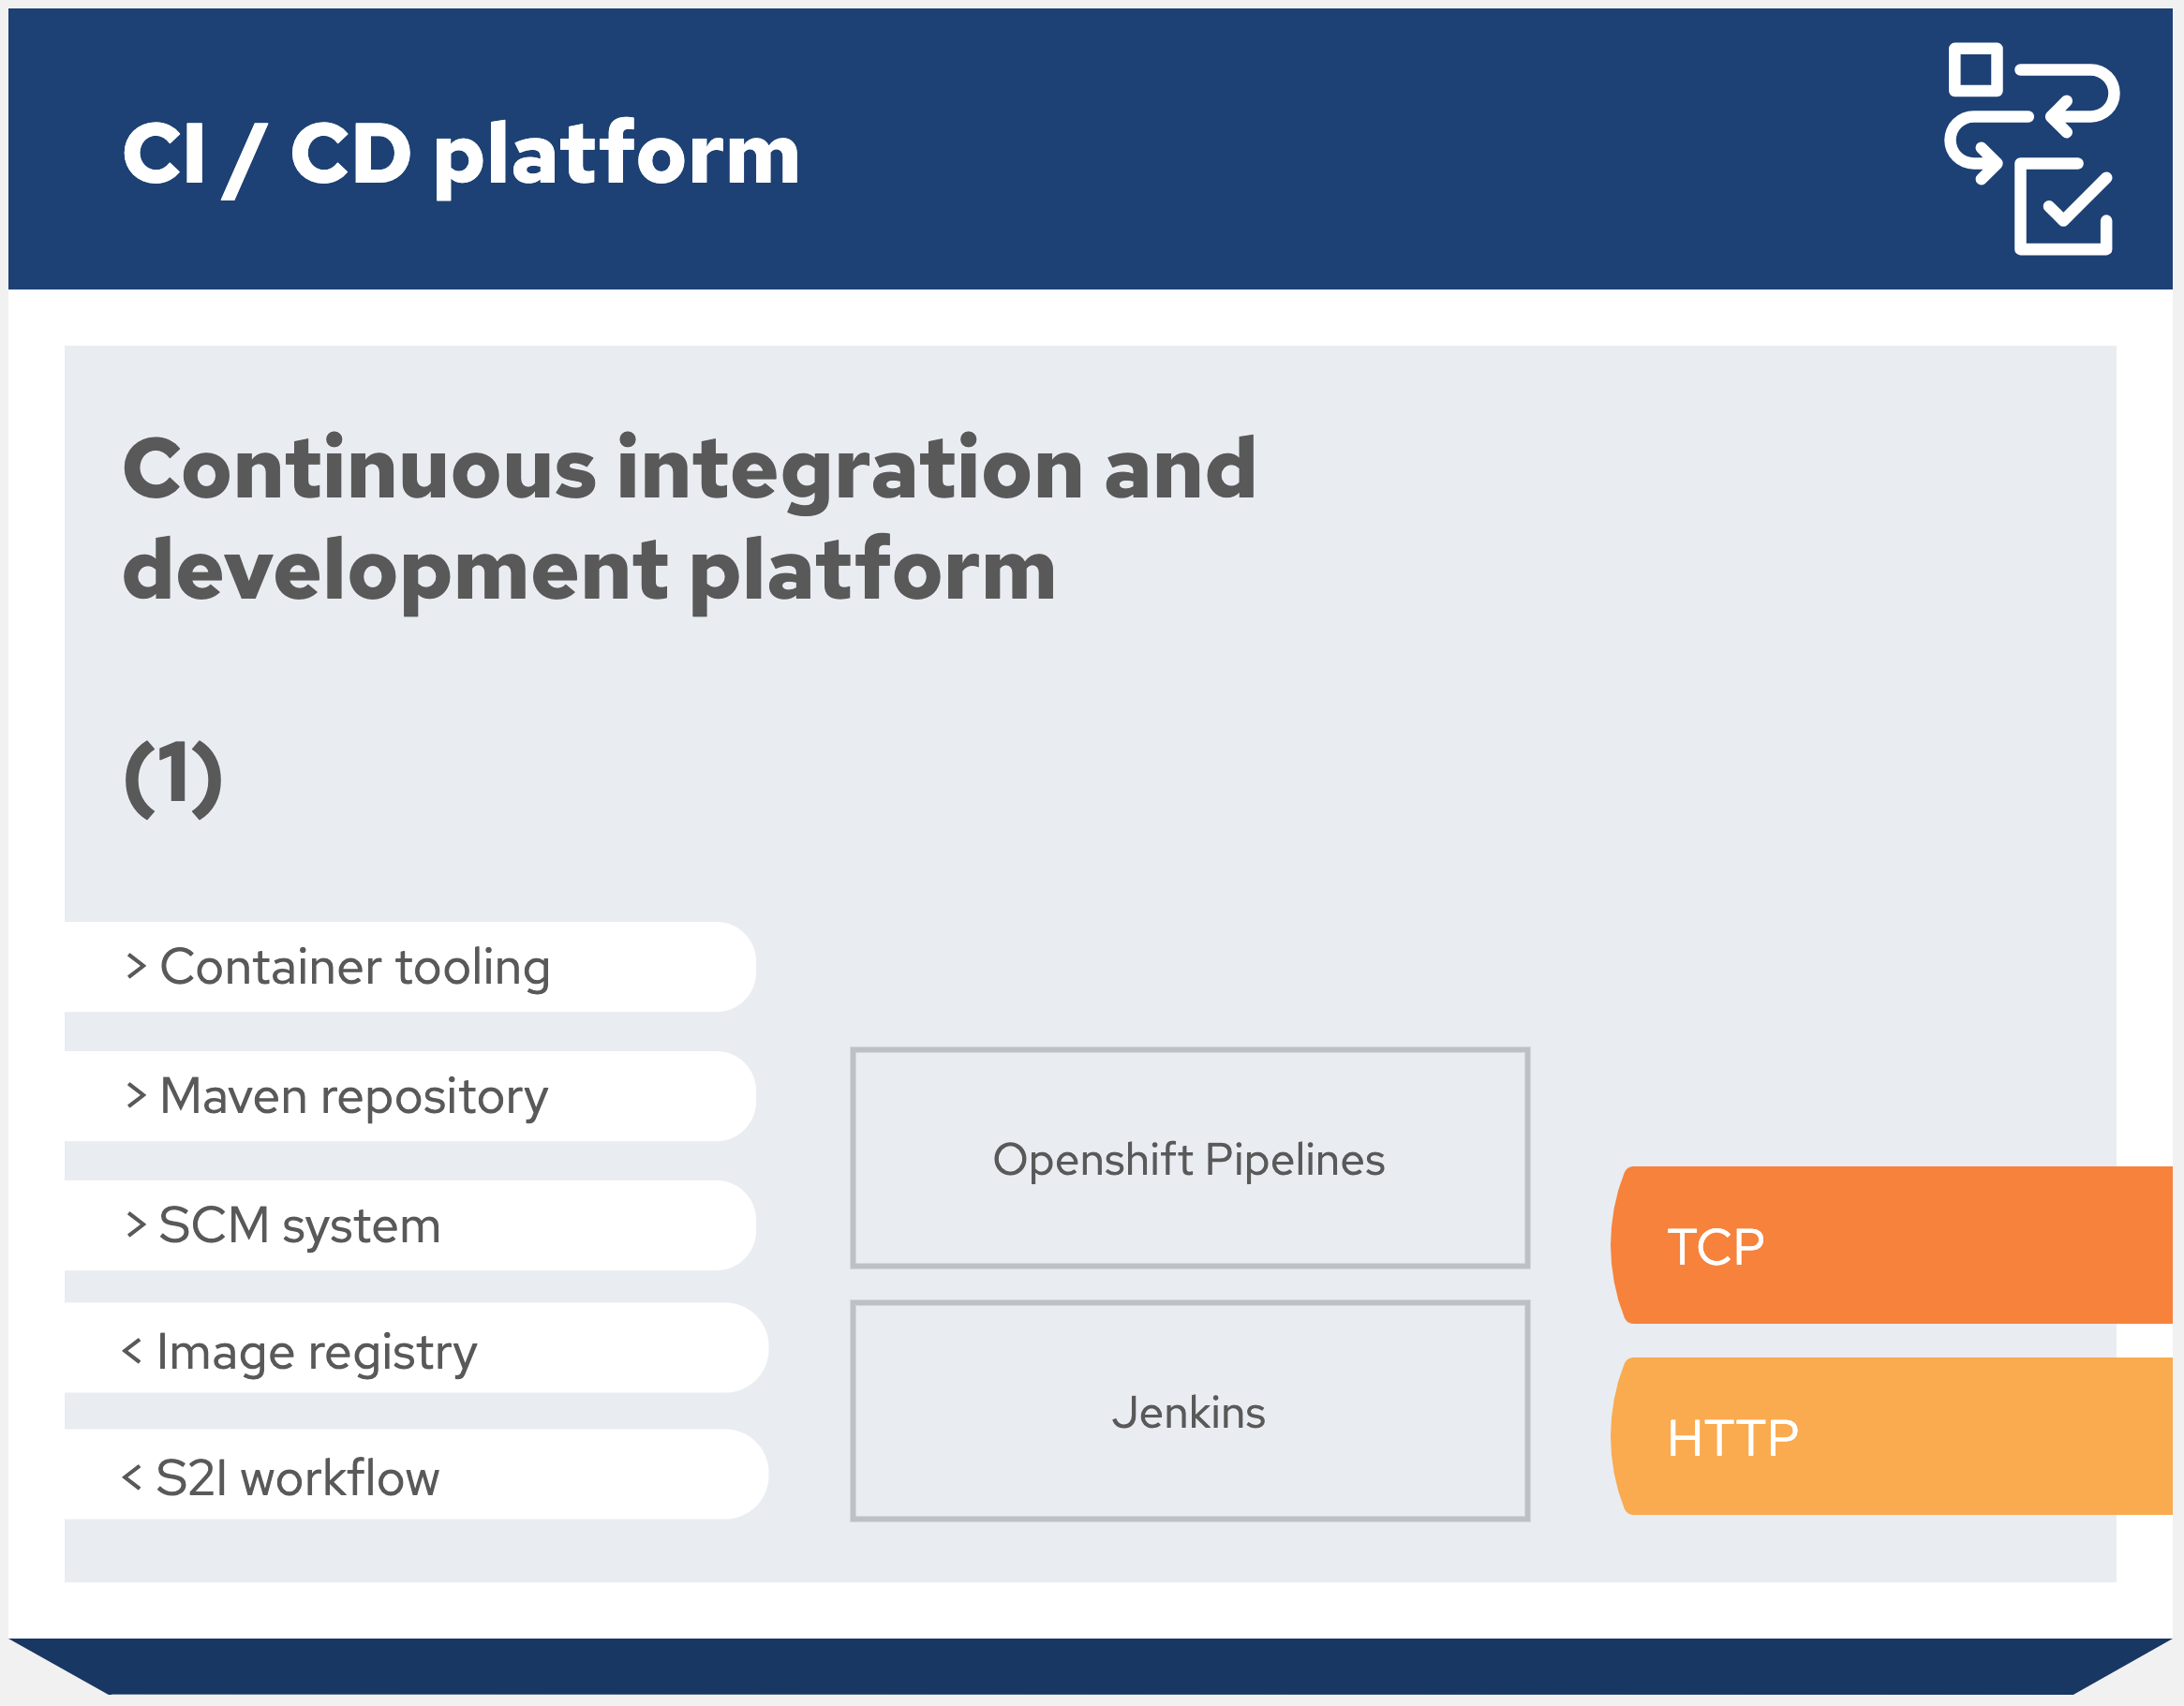 CI / CD platform
Continuous integration and
development platform
(1)
> Container tooling
> Maven repository
> SCM system
< Image registry
< S2I workflow
Openshift Pipelines
Jenkins
TCP
HTTP